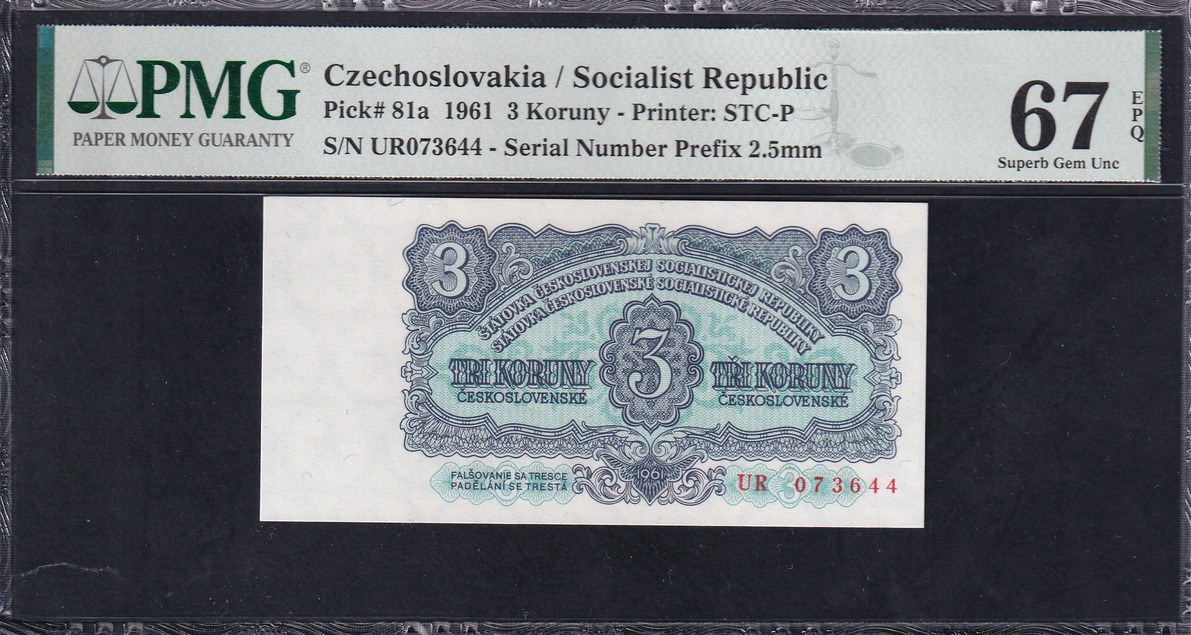 PMG®
PAPER MONEY GUARANTY
Czechoslovakia / Socialist Republic
Pick# 81a 1961 3 Koruny - Printer: STC-P
S/N UR073644 - Serial Number Prefix 2.5mm
67
EPQ
Superb Gem Unc
3 3
ŠTÁTOVKA ČESKOSLOVENSKEJ SOCIALISTICKEJ REPUBLIKY
STÁTOVKA ČESKOSLOVENSKÉ SOCIALISTICKÉ REPUBLIKY
TRI KORUNY 3 TŘI KORUNY
ČESKOSLOVENSKÉ ČESKOSLOVENSKÉ
FALŠOVANIE SA TRESCE
PADĚLÁNÍ SE TRESTÁ
1961
3
UR 073644